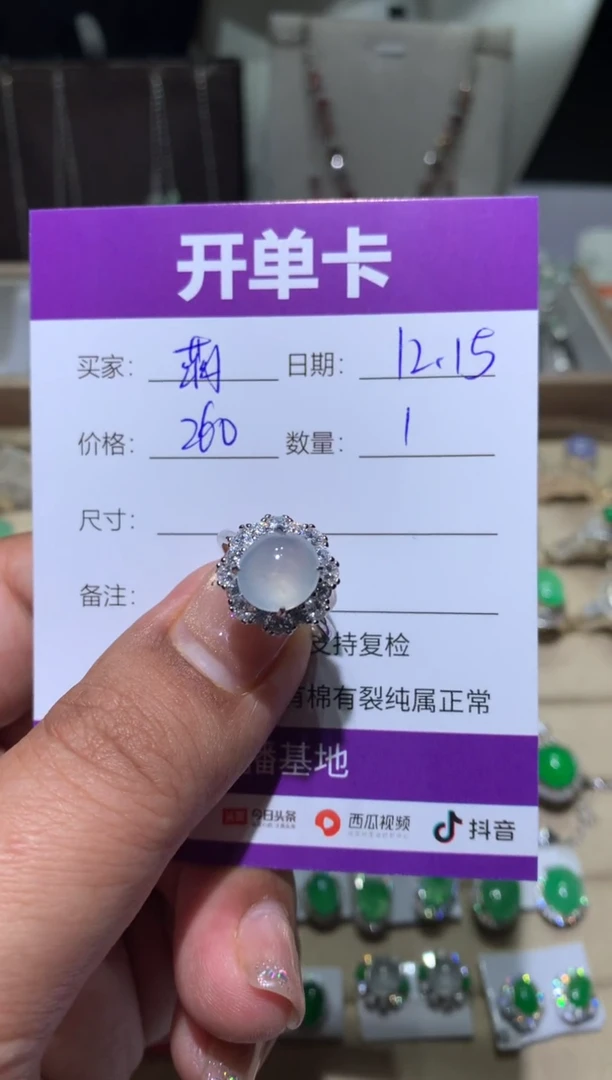 开单卡
买家: 日期: 12.15
价格: 260 数量: 1
尺寸:
备注:
支持复检
有棉有裂纯属正常
播基地
今日头条 西瓜视频 抖音